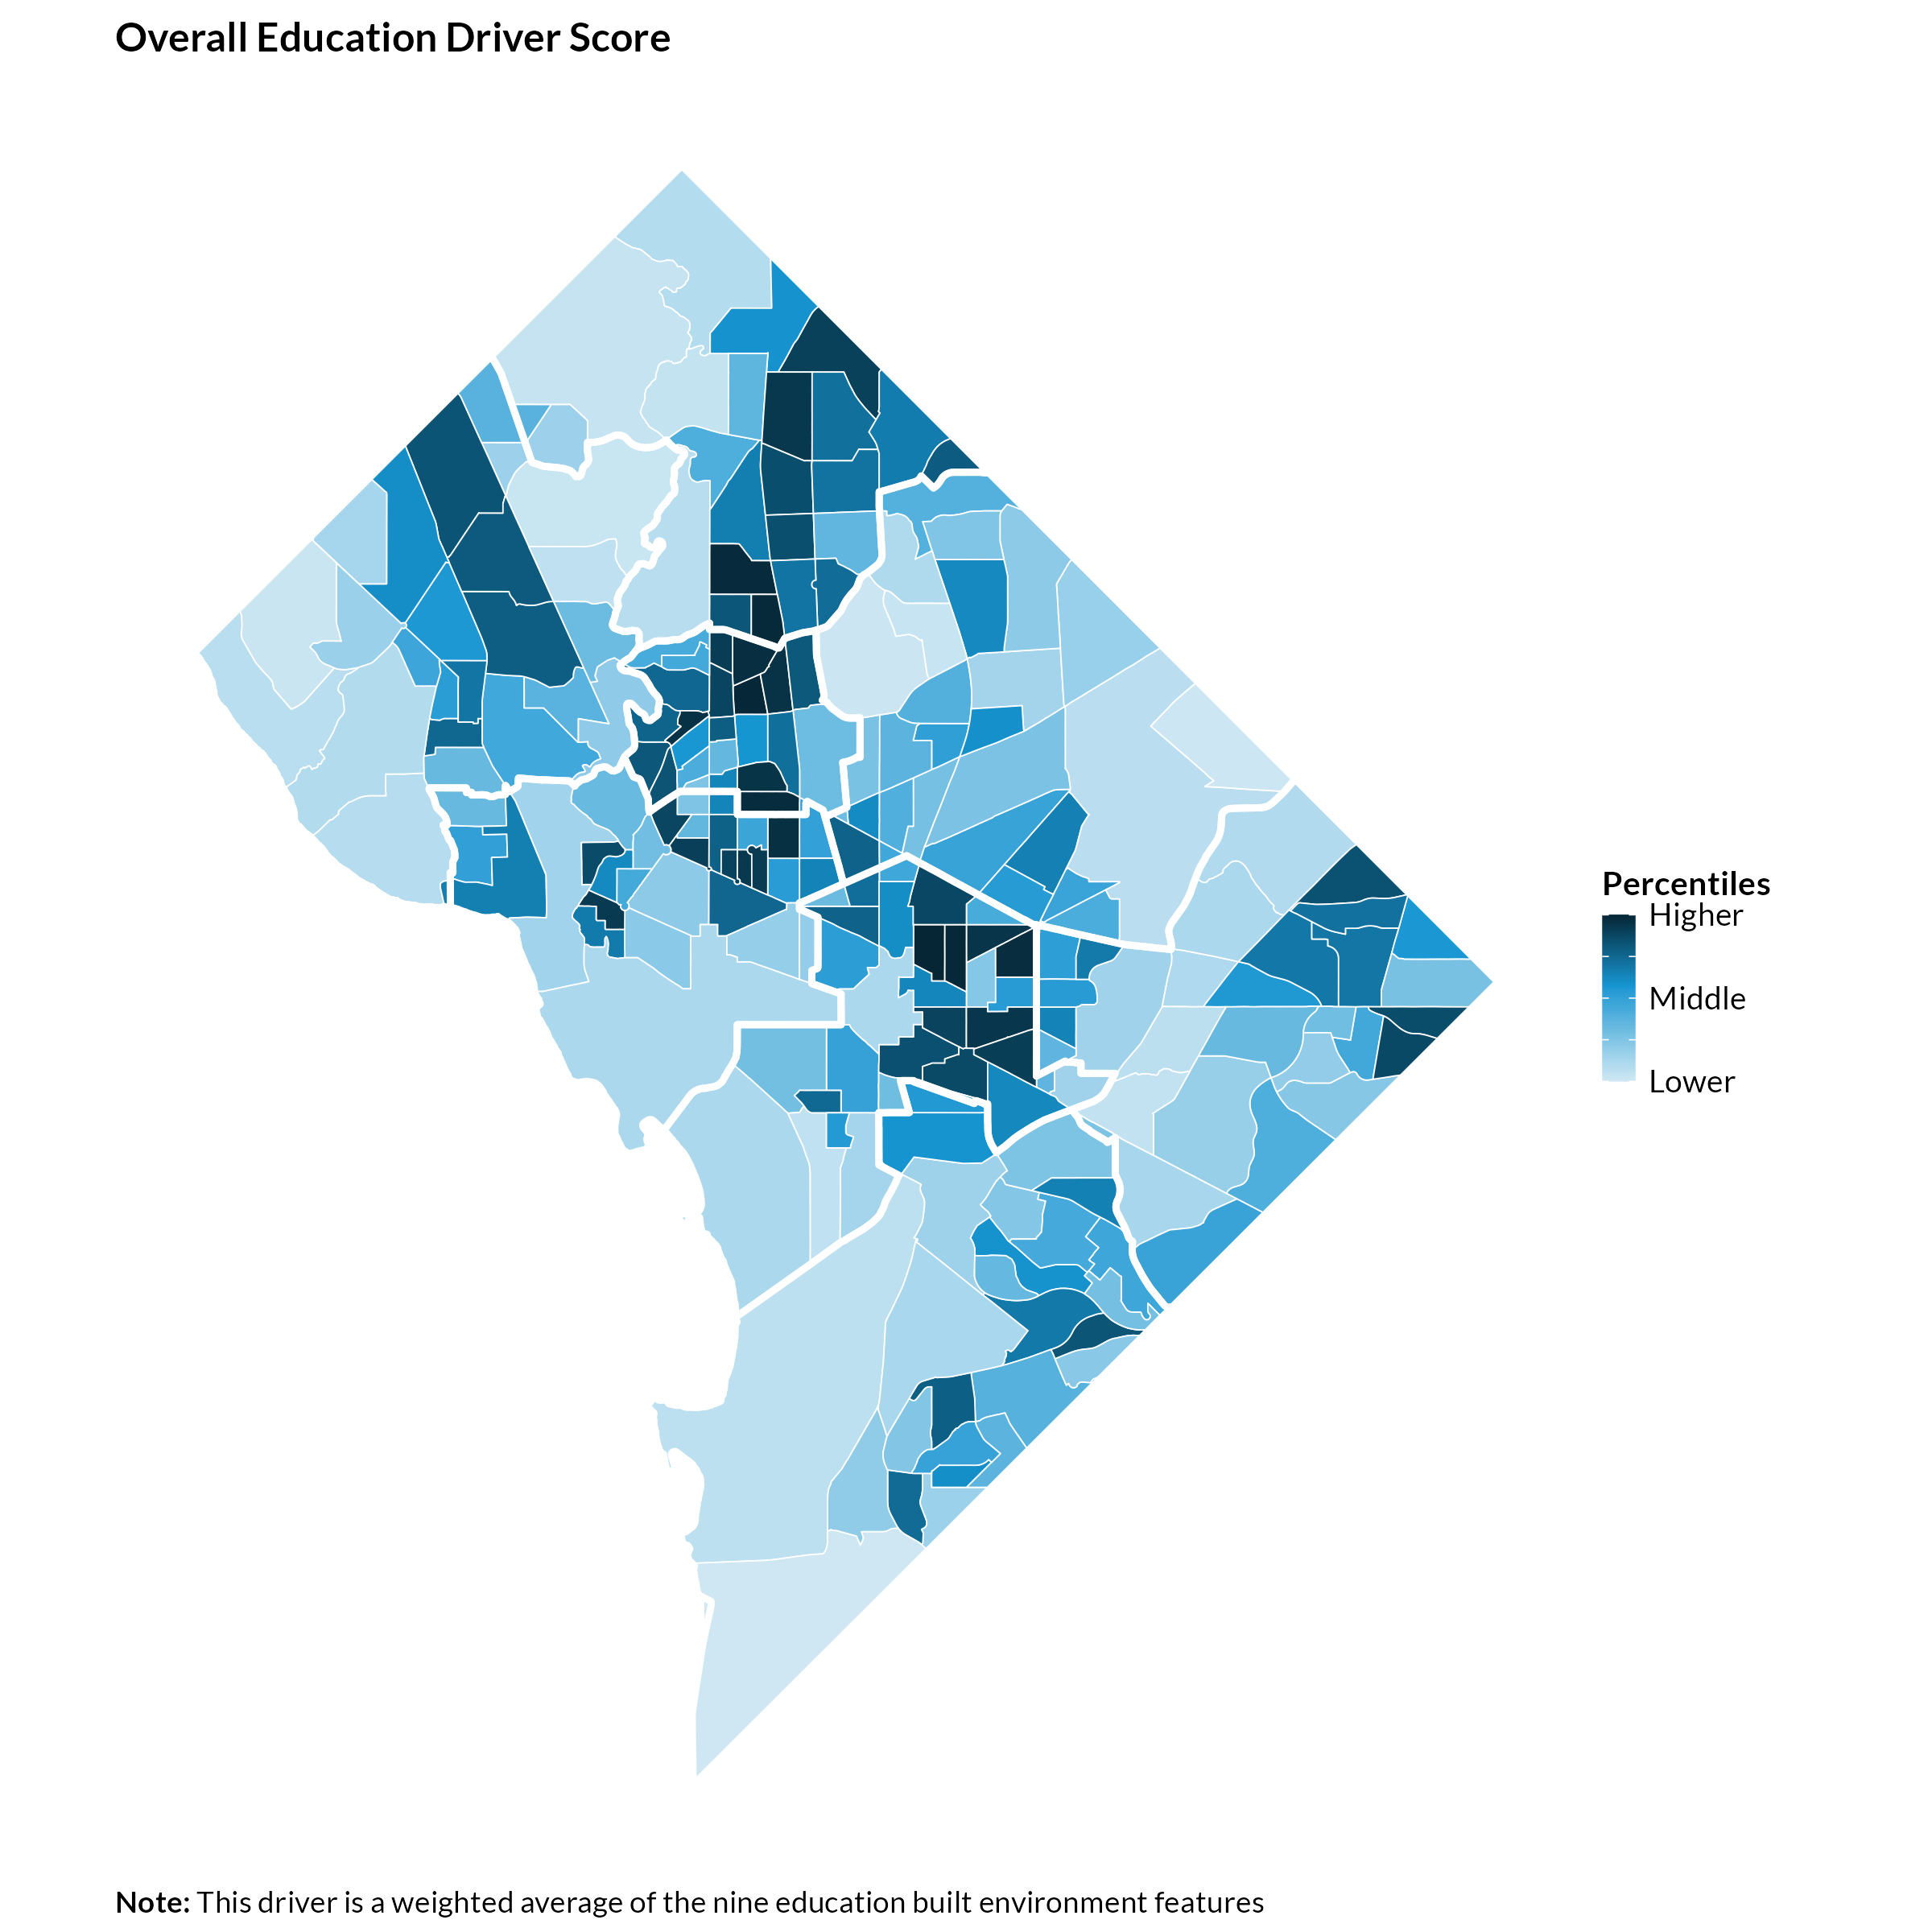 Overall Education Driver Score
Percentiles
Higher
Middle
Lower
Note: This driver is a weighted average of the nine education built environment features